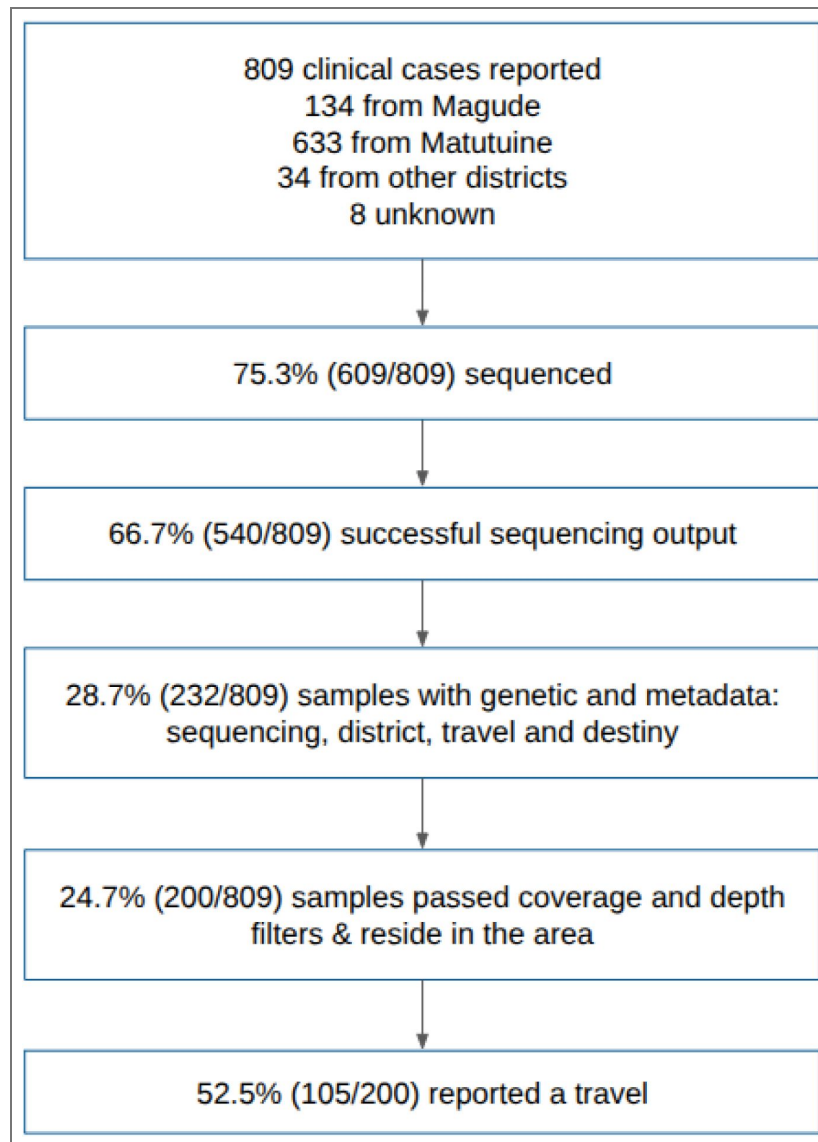 809 clinical cases reported
134 from Magude
633 from Matutuine
34 from other districts
8 unknown
75.3% (609/809) sequenced
66.7% (540/809) successful sequencing output
28.7% (232/809) samples with genetic and metadata:
sequencing, district, travel and destiny
24.7% (200/809) samples passed coverage and depth
filters & reside in the area
52.5% (105/200) reported a travel